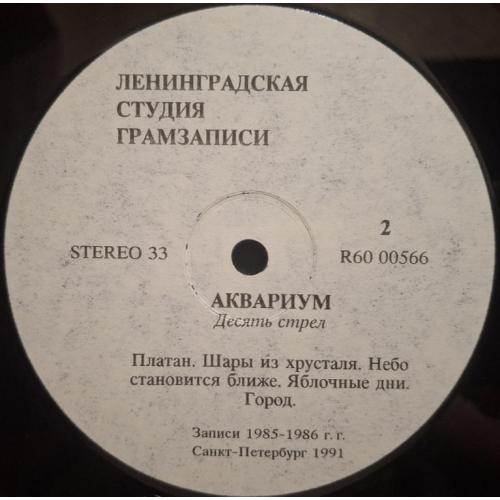 ЛЕНИНГРАДСКАЯ
СТУДИЯ
ГРАМЗАПИСИ
2
STEREO 33
R60 00566
АКВАРИУМ
Десять стрел
Платан. Шары из хрусталя. Небо
становится ближе. Яблочные дни.
Город.
Записи 1985-1986 г. г.
Санкт-Петербург 1991